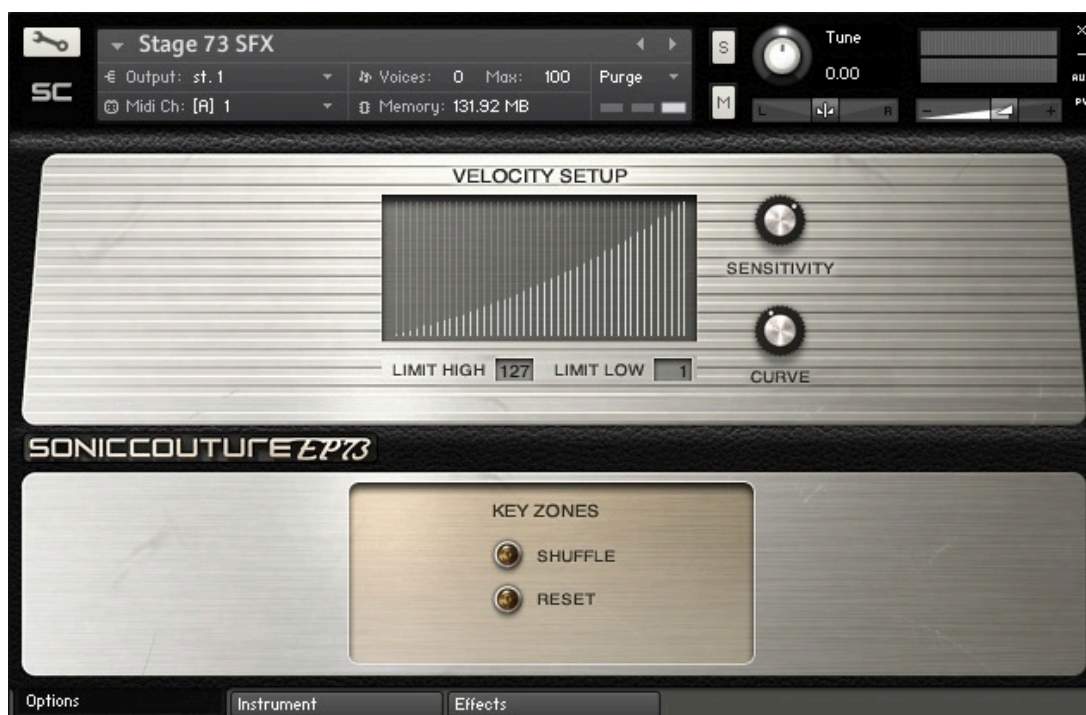 Stage 73 SFX
Output: st. 1
Voices: 0 Max: 100
Purge
SC
Midi Ch: [A] 1
Memory: 131.92 MB
S
M
Tune
0.00
L R
- +
×
AU
PV
VELOCITY SETUP
SENSITIVITY
CURVE
LIMIT HIGH 127 LIMIT LOW 1
SONICCOUTURE EP73
KEY ZONES
SHUFFLE
RESET
Options
Instrument
Effects